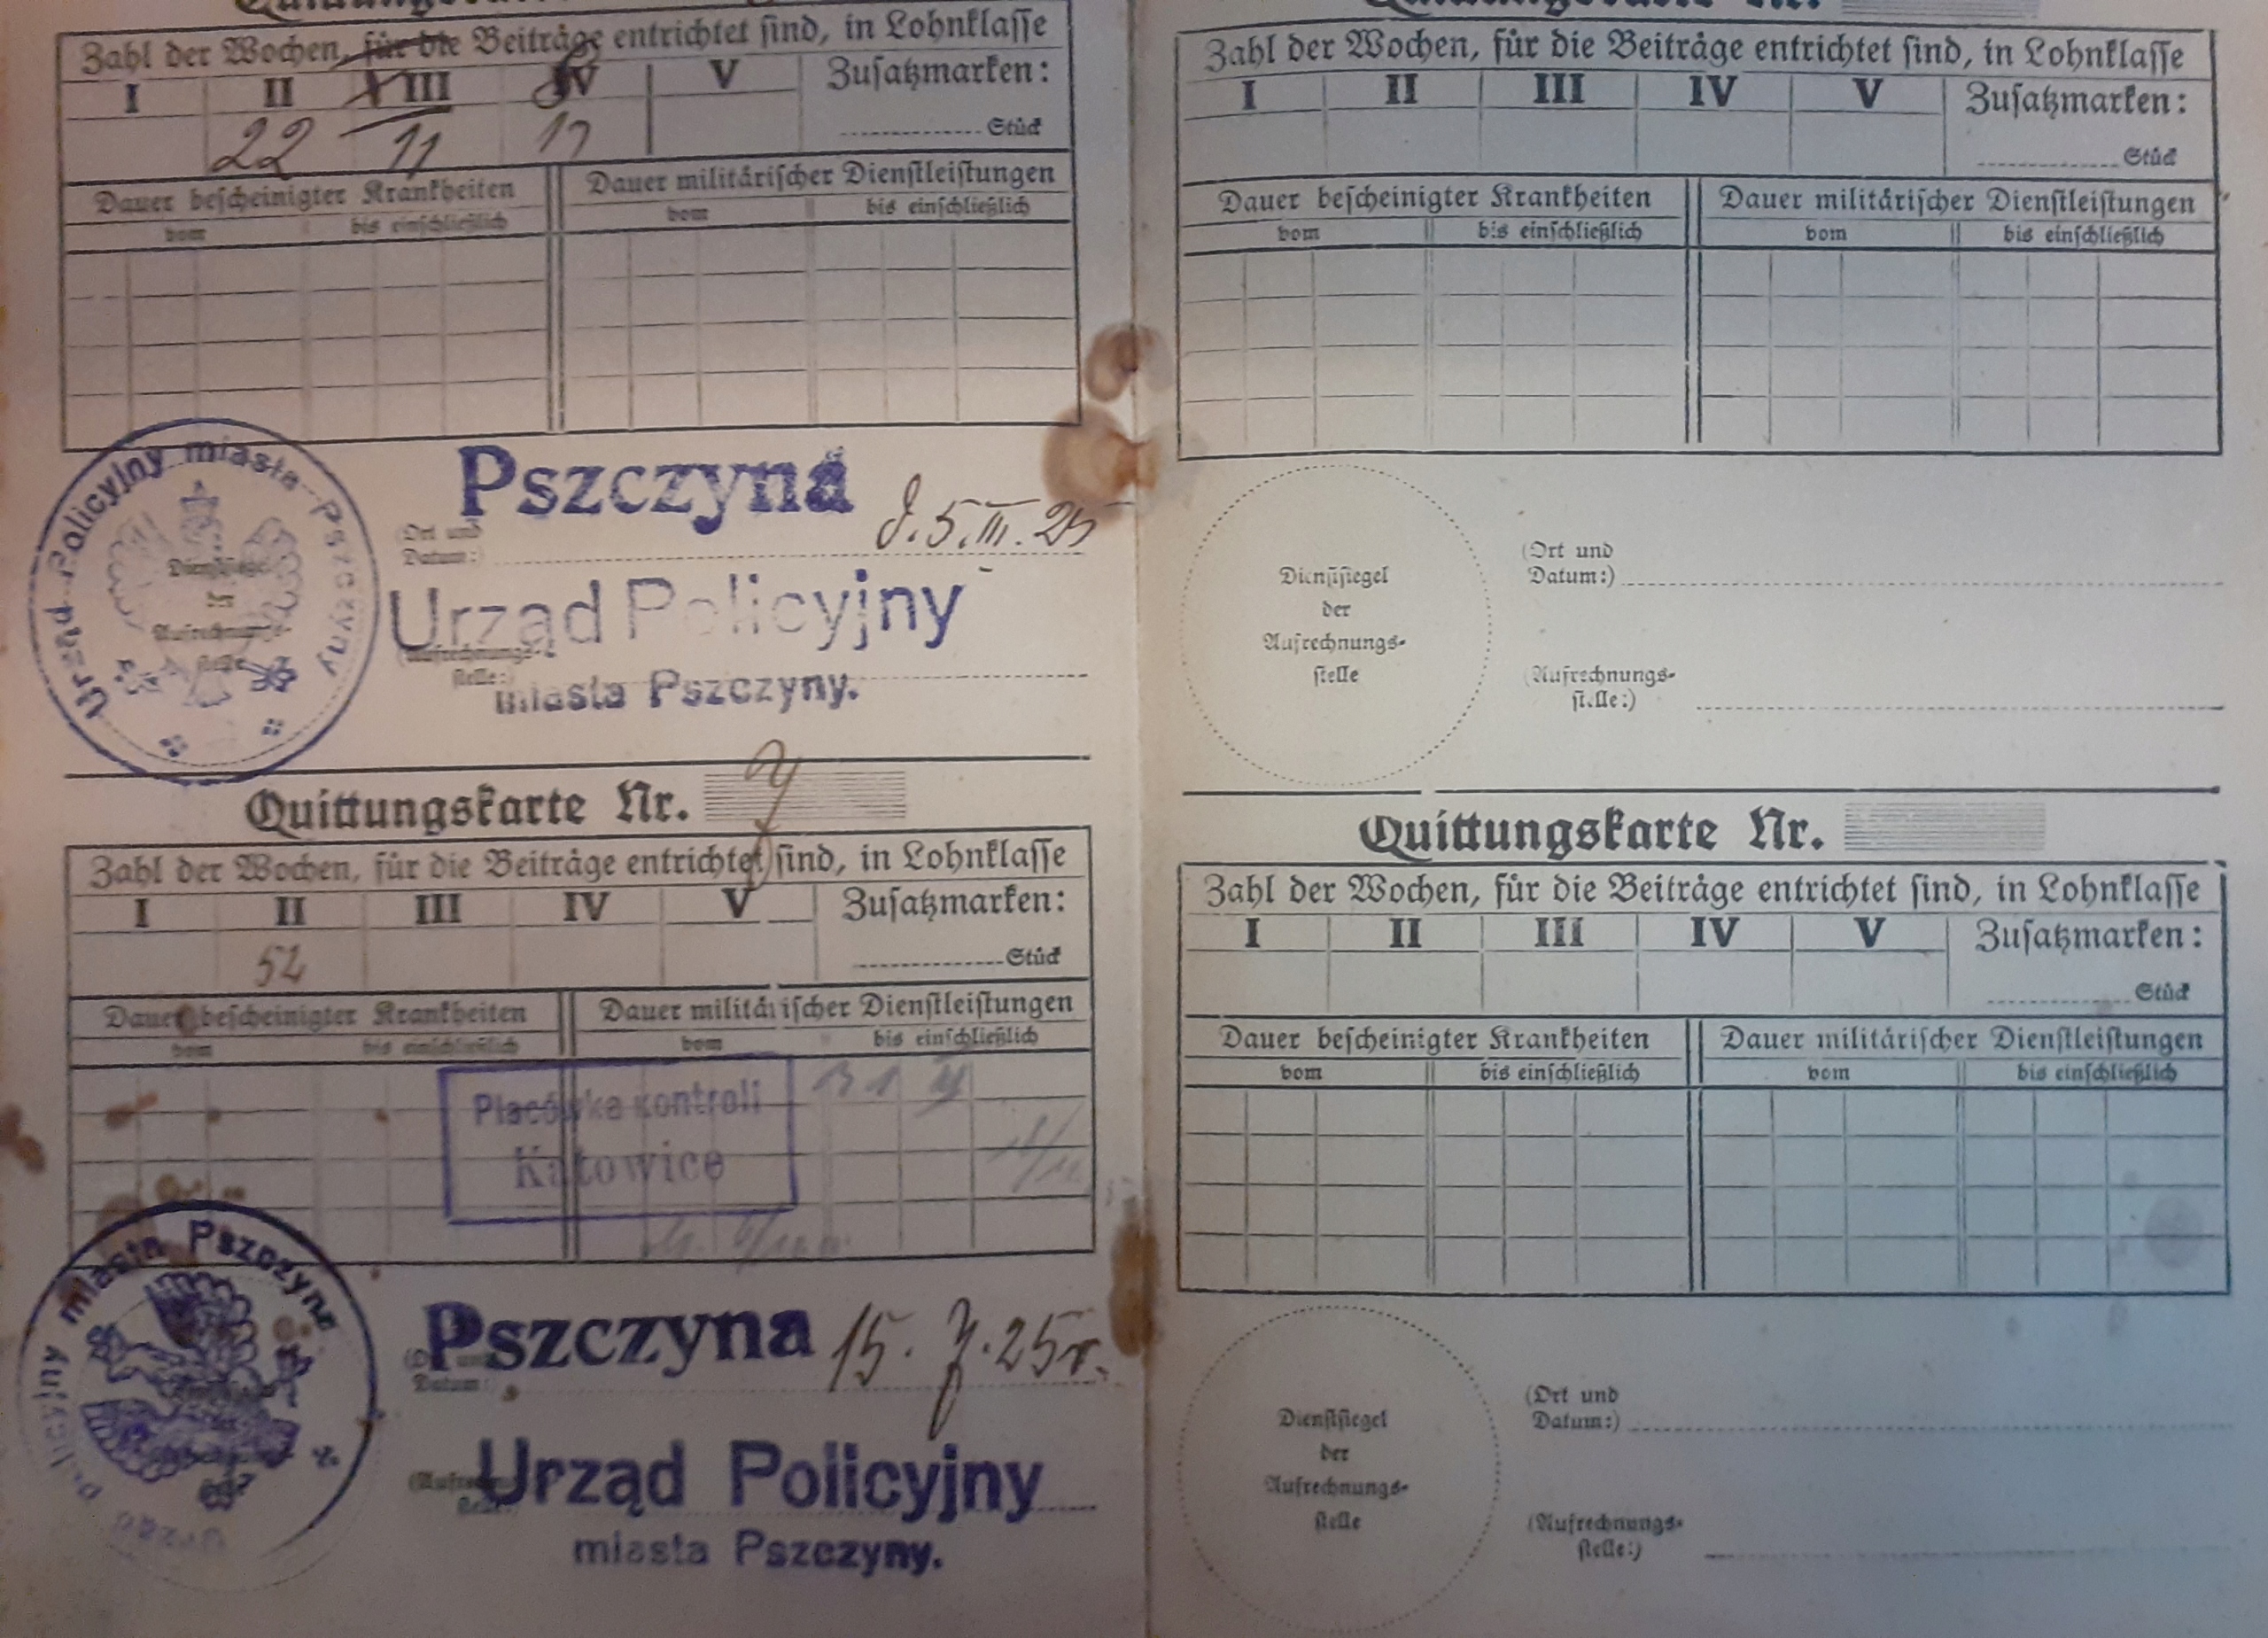 Zahl der Wochen, für die Beiträge entrichtet sind, in Lohnklasse
I II III IV V Zusatzmarken:
22 11
Stück
Dauer bescheinigter Krankheiten
vom bis einschließlich
Dauer militärischer Dienstleistungen
vom bis einschließlich
Urząd Policyjny miasta Pszczyny
Dienstsiegel
der
Aufrechnungs-
stelle
Pszczyna d. 5. III. 25
(Ort und
Datum:)
Urząd Policyjny
(Aufrechnungs-
stelle:)
miasta Pszczyny.
Quittungskarte Nr. 7
Zahl der Wochen, für die Beiträge entrichtet sind, in Lohnklasse
I II III IV V Zusatzmarken:
52
Stück
Dauer bescheinigter Krankheiten
vom bis einschließlich
Dauer militärischer Dienstleistungen
vom bis einschließlich
Placówka kontroli
Katowice
Urząd policyjny miasta Pszczyna
Pszczyna 15. 7. 25 r.
Datum:
Urząd Policyjny
miasta Pszczyny.
Zahl der Wochen, für die Beiträge entrichtet sind, in Lohnklasse
I II III IV V Zusatzmarken:
Stück
Dauer bescheinigter Krankheiten
vom bis einschließlich
Dauer militärischer Dienstleistungen
vom bis einschließlich
Dienstsiegel
der
Aufrechnungs-
stelle
(Ort und
Datum:)
(Aufrechnungs-
stelle:)
Quittungskarte Nr.
Zahl der Wochen, für die Beiträge entrichtet sind, in Lohnklasse
I II III IV V Zusatzmarken:
Stück
Dauer bescheinigter Krankheiten
vom bis einschließlich
Dauer militärischer Dienstleistungen
vom bis einschließlich
Dienstsiegel
der
Aufrechnungs-
stelle
(Ort und
Datum:)
(Aufrechnungs-
stelle:)